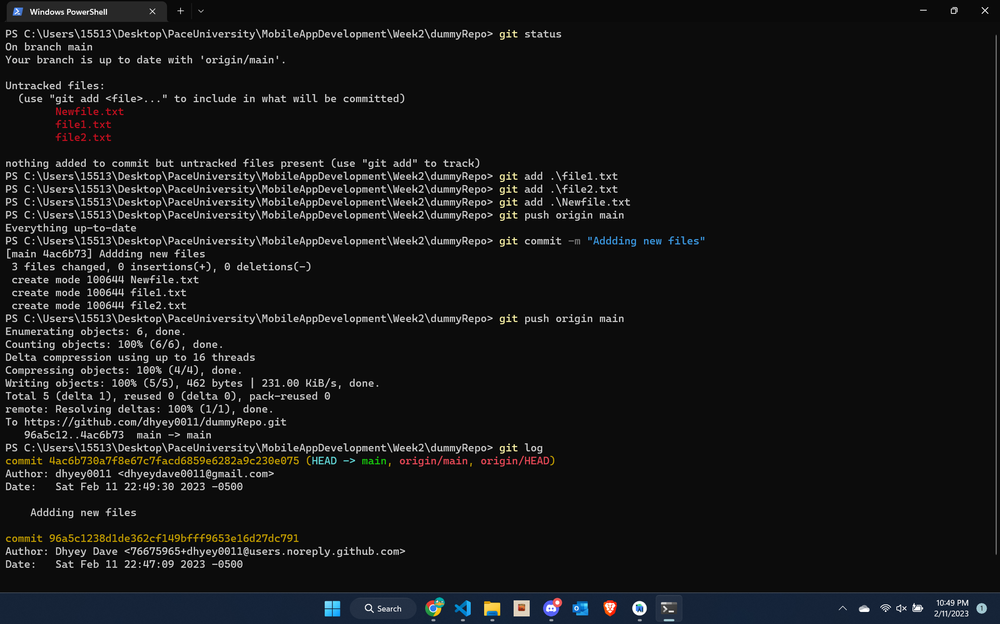 Windows PowerShell
PS C:\Users\15513\Desktop\PaceUniversity\MobileAppDevelopment\Week2\dummyRepo> git status
On branch main
Your branch is up to date with 'origin/main'.
Untracked files:
  (use "git add <file>..." to include in what will be committed)
        Newfile.txt
        file1.txt
        file2.txt
nothing added to commit but untracked files present (use "git add" to track)
PS C:\Users\15513\Desktop\PaceUniversity\MobileAppDevelopment\Week2\dummyRepo> git add .\file1.txt
PS C:\Users\15513\Desktop\PaceUniversity\MobileAppDevelopment\Week2\dummyRepo> git add .\file2.txt
PS C:\Users\15513\Desktop\PaceUniversity\MobileAppDevelopment\Week2\dummyRepo> git add .\Newfile.txt
PS C:\Users\15513\Desktop\PaceUniversity\MobileAppDevelopment\Week2\dummyRepo> git push origin main
Everything up-to-date
PS C:\Users\15513\Desktop\PaceUniversity\MobileAppDevelopment\Week2\dummyRepo> git commit -m "Addding new files"
[main 4ac6b73] Addding new files
 3 files changed, 0 insertions(+), 0 deletions(-)
 create mode 100644 Newfile.txt
 create mode 100644 file1.txt
 create mode 100644 file2.txt
PS C:\Users\15513\Desktop\PaceUniversity\MobileAppDevelopment\Week2\dummyRepo> git push origin main
Enumerating objects: 6, done.
Counting objects: 100% (6/6), done.
Delta compression using up to 16 threads
Compressing objects: 100% (4/4), done.
Writing objects: 100% (5/5), 462 bytes | 231.00 KiB/s, done.
Total 5 (delta 1), reused 0 (delta 0), pack-reused 0
remote: Resolving deltas: 100% (1/1), done.
To https://github.com/dhyey0011/dummyRepo.git
   96a5c12..4ac6b73  main -> main
PS C:\Users\15513\Desktop\PaceUniversity\MobileAppDevelopment\Week2\dummyRepo> git log
commit 4ac6b730a7f8e67c7facd6859e6282a9c230e075 (HEAD -> main, origin/main, origin/HEAD)
Author: dhyey0011 <dhyeydave0011@gmail.com>
Date:   Sat Feb 11 22:49:30 2023 -0500
    Addding new files
commit 96a5c1238d1de362cf149bfff9653e16d27dc791
Author: Dhyey Dave <76675965+dhyey0011@users.noreply.github.com>
Date:   Sat Feb 11 22:47:09 2023 -0500
Search
10:49 PM
2/11/2023
1